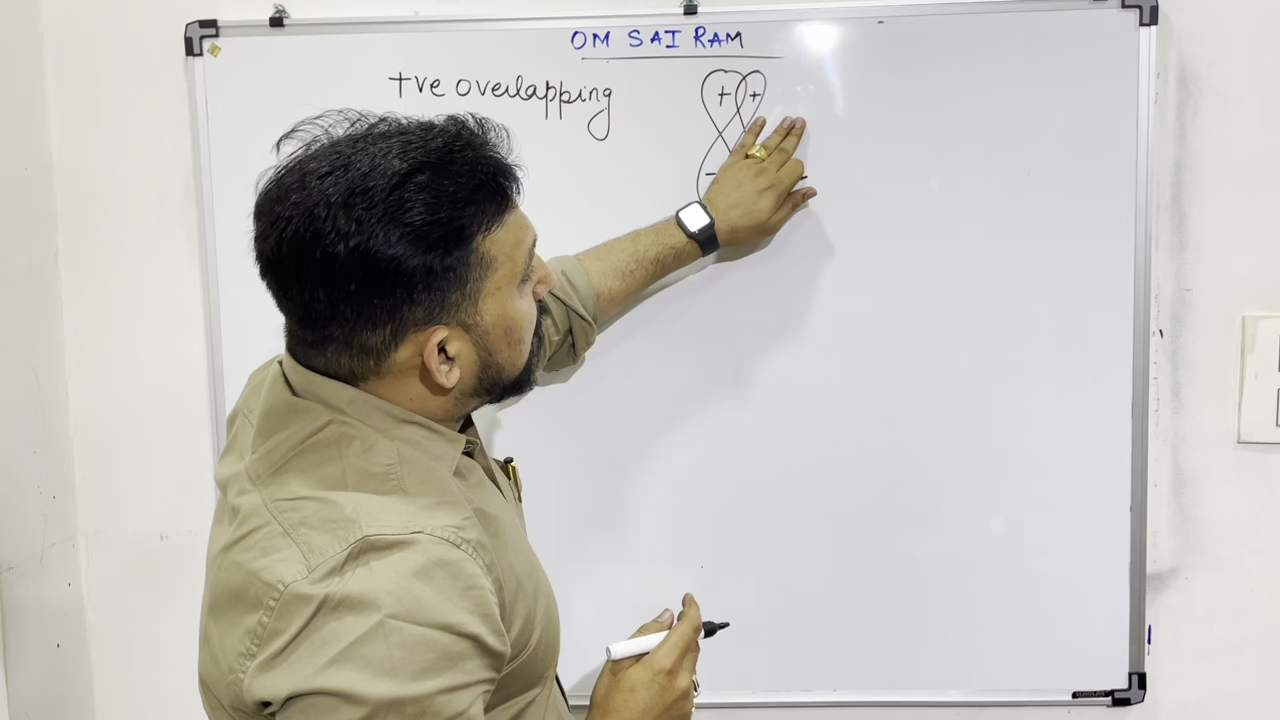 OM SAI RAM
+ve overlapping
+ +
- -